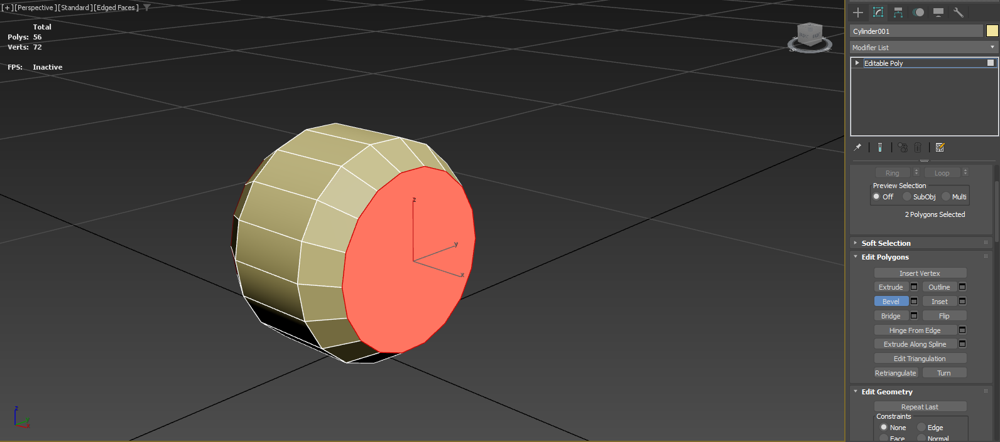 [+][Perspective][Standard][Edged Faces]
Total
Polys: 56
Verts: 72
FPS: Inactive
z
y
x
z
y
x
Cylinder001
Modifier List
Editable Poly
Ring Loop
Preview Selection
Off SubObj Multi
2 Polygons Selected
Soft Selection
Edit Polygons
Insert Vertex
Extrude Outline
Bevel Inset
Bridge Flip
Hinge From Edge
Extrude Along Spline
Edit Triangulation
Retriangulate Turn
Edit Geometry
Repeat Last
Constraints
None Edge
Face Normal